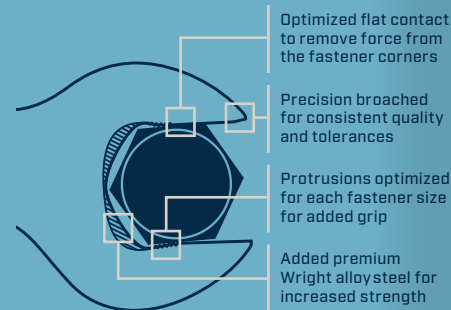 Optimized flat contact
to remove force from
the fastener corners
Precision broached
for consistent quality
and tolerances
Protrusions optimized
for each fastener size
for added grip
Added premium
Wright alloy steel for
increased strength